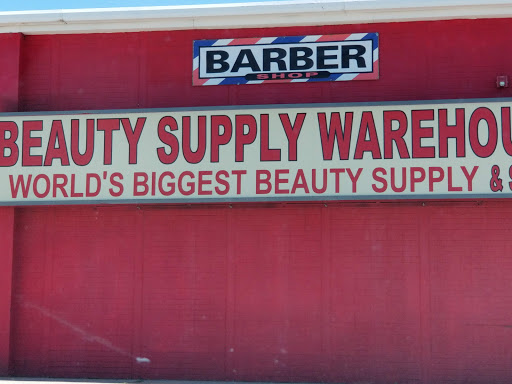 BARBER
SHOP
BEAUTY SUPPLY WAREHOU
WORLD'S BIGGEST BEAUTY SUPPLY & S